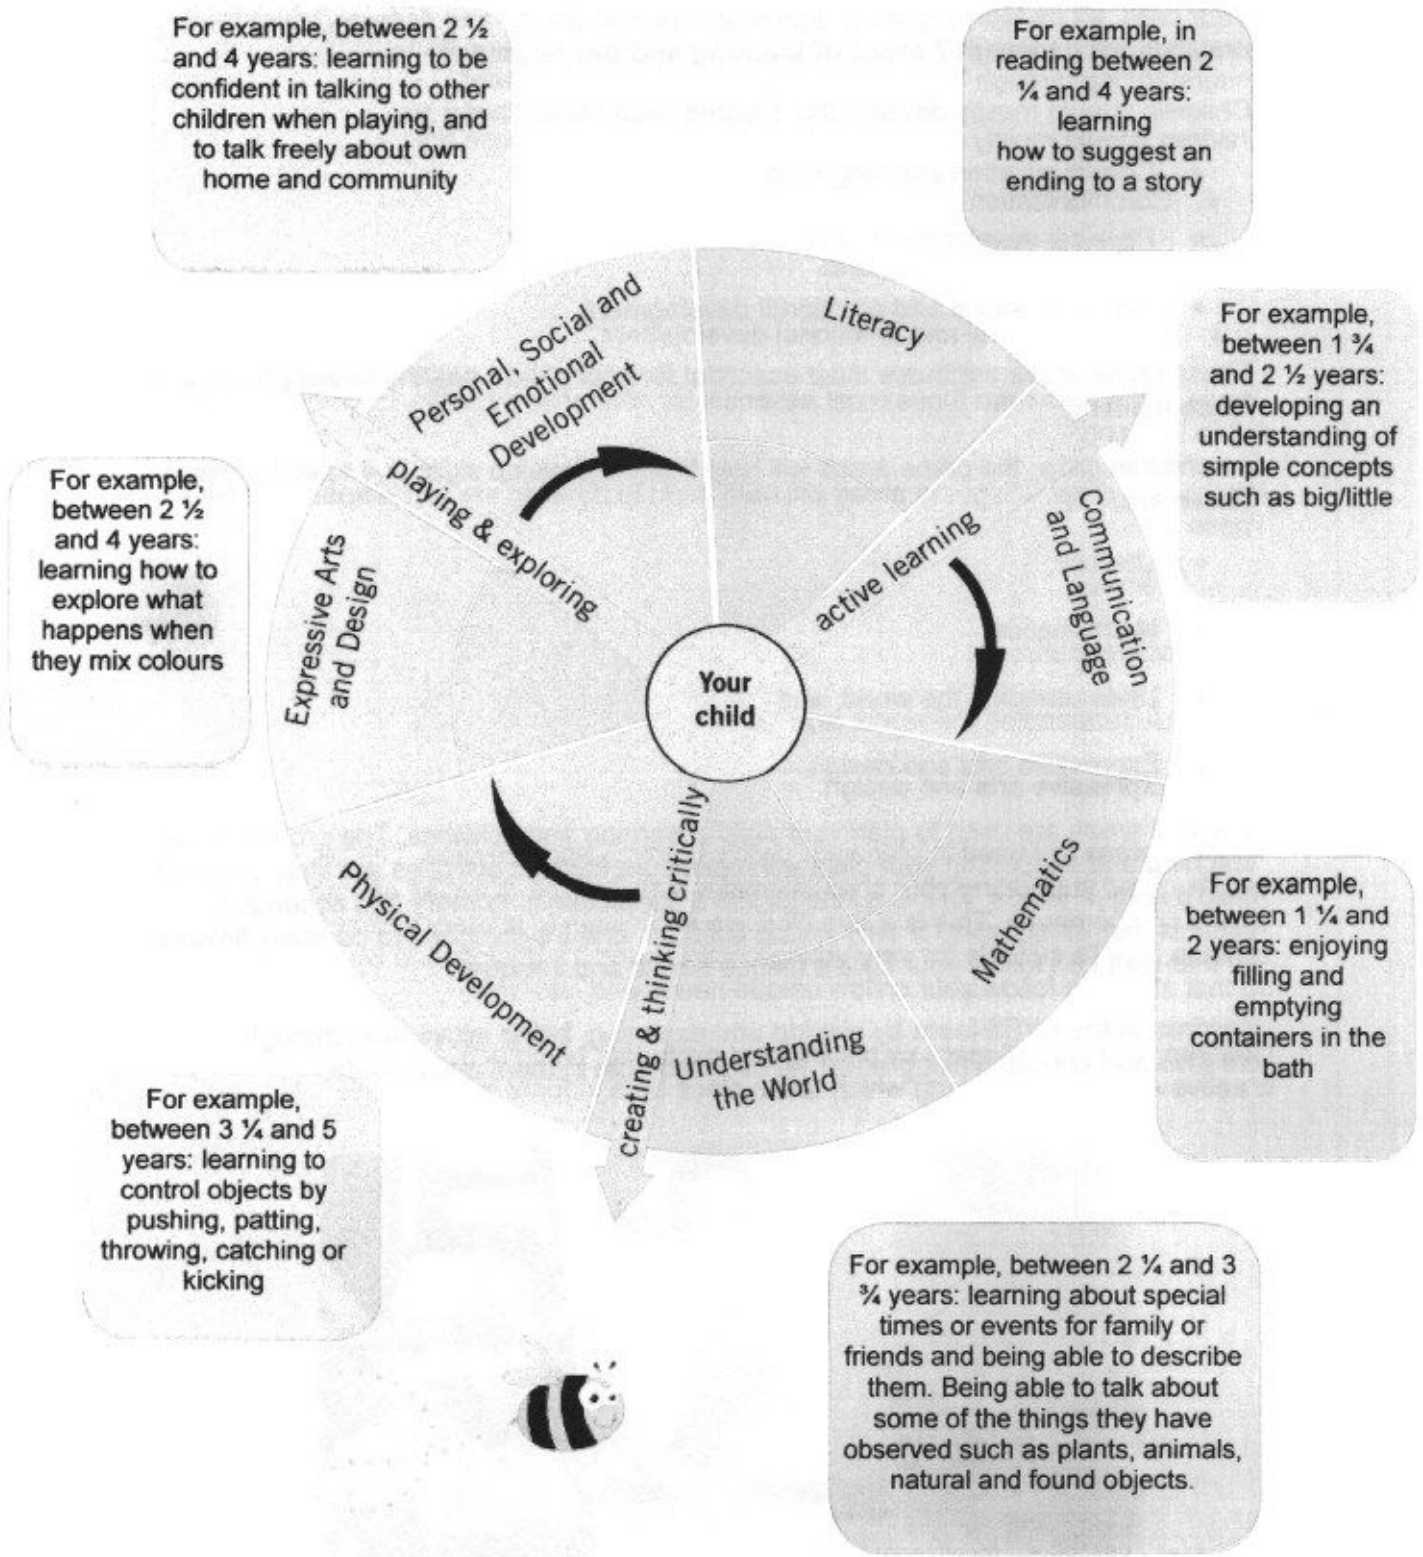 For example, between 2 ½
and 4 years: learning to be
confident in talking to other
children when playing, and
to talk freely about own
home and community
For example, in
reading between 2
¼ and 4 years:
learning
how to suggest an
ending to a story
For example,
between 1 ¾
and 2 ½ years:
developing an
understanding of
simple concepts
such as big/little
For example,
between 2 ½
and 4 years:
learning how to
explore what
happens when
they mix colours
Personal, Social and
Emotional
Development
Literacy
Communication
and Language
Expressive Arts
and Design
playing & exploring
active learning
Your
child
creating & thinking critically
Physical Development
Understanding
the World
Mathematics
For example,
between 1 ¼ and
2 years: enjoying
filling and
emptying
containers in the
bath
For example,
between 3 ¼ and 5
years: learning to
control objects by
pushing, patting,
throwing, catching or
kicking
For example, between 2 ¼ and 3
¾ years: learning about special
times or events for family or
friends and being able to describe
them. Being able to talk about
some of the things they have
observed such as plants, animals,
natural and found objects.